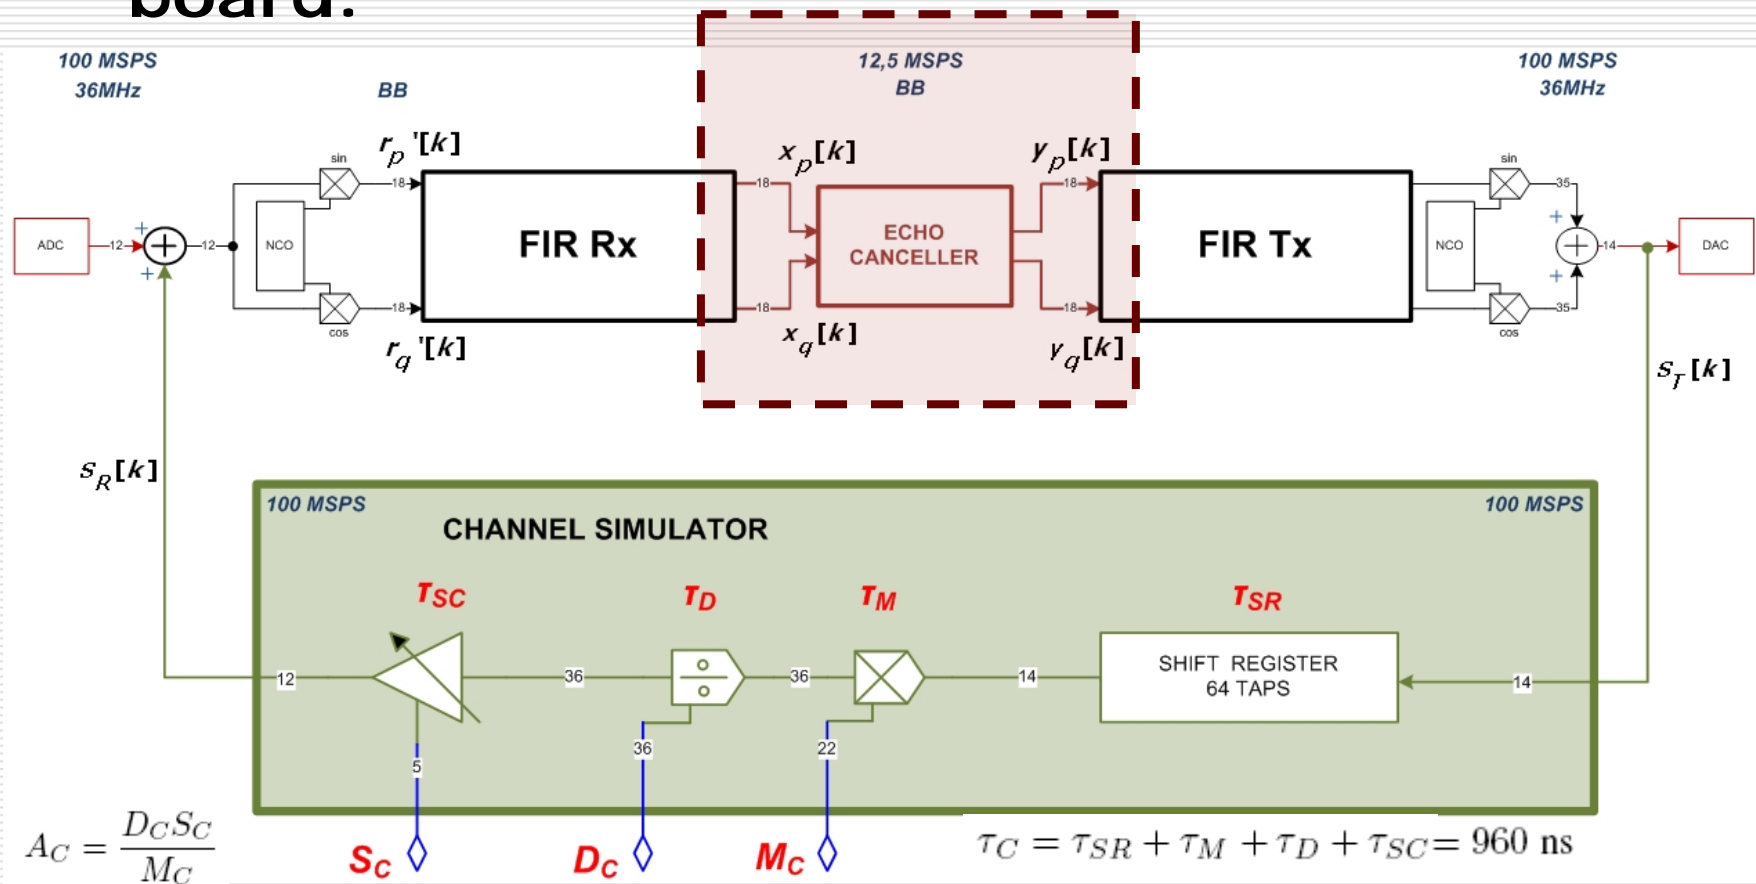 board.
100 MSPS
36MHz
BB
12,5 MSPS
BB
100 MSPS
36MHz
r_p'[k]
x_p[k]
y_p[k]
sin
sin
18
18
18
35
ADC
12
+
+
12
NCO
FIR Rx
ECHO
CANCELLER
FIR Tx
NCO
+
+
14
DAC
18
18
18
35
cos
cos
r_q'[k]
x_q[k]
y_q[k]
s_T[k]
s_R[k]
100 MSPS
100 MSPS
CHANNEL SIMULATOR
τ_SC
τ_D
τ_M
τ_SR
12
36
36
14
SHIFT REGISTER
64 TAPS
14
5
36
22
A_C = D_C S_C / M_C
S_C
D_C
M_C
τ_C = τ_SR + τ_M + τ_D + τ_SC = 960 ns